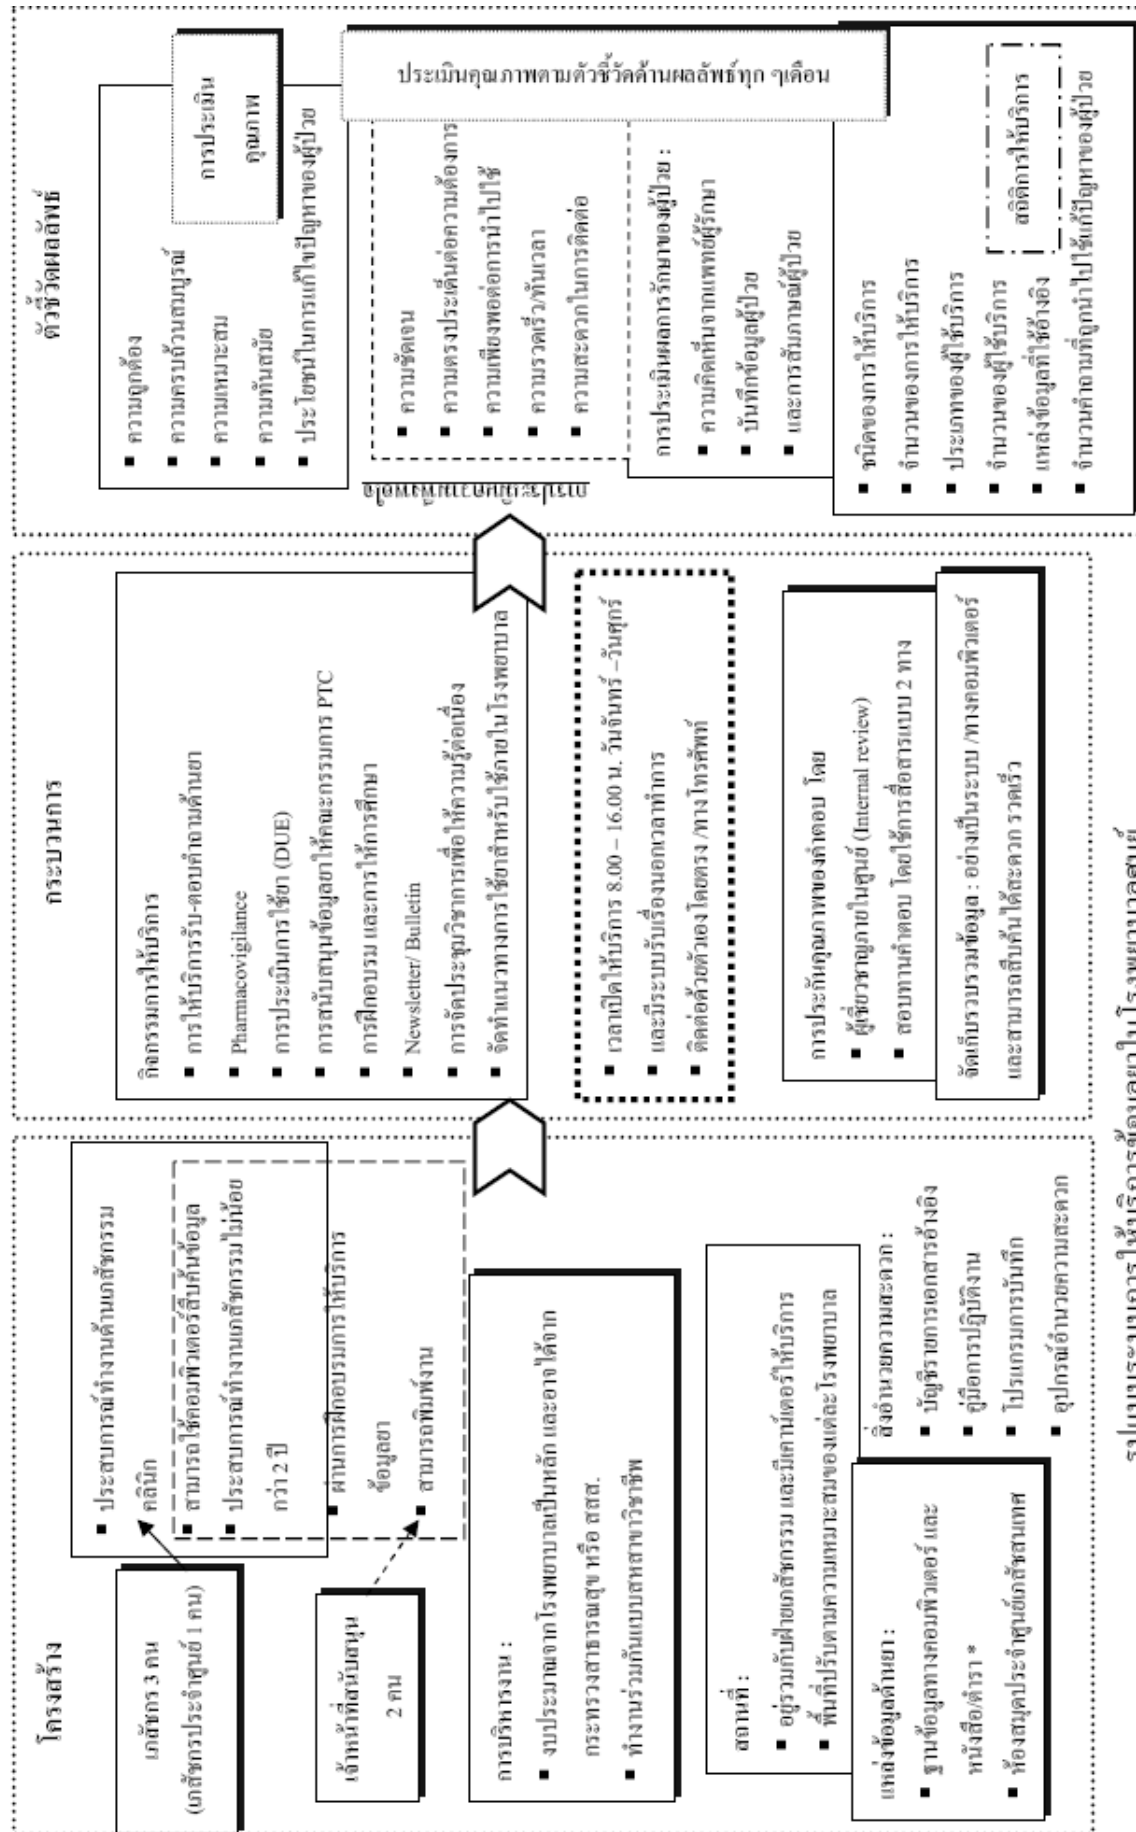 โครงสร้าง
เภสัชกร 3 คน
(เภสัชกรประจำศูนย์ 1 คน)
■ ประสบการณ์ทำงานด้านเภสัชกรรม
คลินิก
■ สามารถใช้คอมพิวเตอร์สืบค้นข้อมูล
■ ประสบการณ์ทำงานเภสัชกรรมไม่น้อย
กว่า 2 ปี
■ ผ่านการฝึกอบรมการให้บริการ
ข้อมูลยา
■ สามารถพิมพ์งาน
เจ้าหน้าที่สนับสนุน
2 คน
การบริหารงาน :
■ งบประมาณจากโรงพยาบาลเป็นหลัก และอาจได้จาก
กระทรวงสาธารณสุข หรือ สสส.
■ ทำงานร่วมกันแบบสหสาขาวิชาชีพ
สถานที่ :
■ อยู่รวมกับฝ่ายเภสัชกรรม และมีเคาน์เตอร์ให้บริการ
■ พื้นที่ปรับตามความเหมาะสมของแต่ละโรงพยาบาล
แหล่งข้อมูลด้านยา :
■ ฐานข้อมูลทางคอมพิวเตอร์ และ
หนังสือ/ตำรา *
■ ห้องสมุดประจำศูนย์เภสัชสนเทศ
สิ่งอำนวยความสะดวก :
■ บัญชีรายการเอกสารอ้างอิง
■ คู่มือการปฏิบัติงาน
■ โปรแกรมการบันทึก
■ อุปกรณ์อำนวยความสะดวก
กระบวนการ
กิจกรรมการให้บริการ
■ การให้บริการรับ-ตอบคำถามด้านยา
■ Pharmacovigilance
■ การประเมินการใช้ยา (DUE)
■ การสนับสนุนข้อมูลยาให้คณะกรรมการ PTC
■ การฝึกอบรม และการให้การศึกษา
■ Newsletter/ Bulletin
■ การจัดประชุมวิชาการเพื่อให้ความรู้ต่อเนื่อง
■ จัดทำแนวทางการใช้ยาสำหรับใช้ภายในโรงพยาบาล
■ เวลาเปิดให้บริการ 8.00 – 16.00 น. วันจันทร์ –วันศุกร์
■ และมีระบบรับเรื่องนอกเวลาทำการ
■ ติดต่อด้วยตัวเองโดยตรง /ทางโทรศัพท์
การประกันคุณภาพของคำตอบ โดย
■ ผู้เชี่ยวชาญภายในศูนย์ (Internal review)
■ สอบทานคำตอบ โดยใช้การสื่อสารแบบ 2 ทาง
จัดเก็บรวบรวมข้อมูล : อย่างเป็นระบบ /ทางคอมพิวเตอร์
และสามารถสืบค้นได้สะดวก รวดเร็ว
ตัวชี้วัดผลลัพธ์
■ ความถูกต้อง
■ ความครบถ้วนสมบูรณ์
■ ความเหมาะสม
■ ความทันสมัย
■ ประโยชน์ในการแก้ไขปัญหาของผู้ป่วย
การประเมิน
คุณภาพ
การประเมินความพึงพอใจ
■ ความชัดเจน
■ ความตรงประเด็นต่อความต้องการ
■ ความเพียงพอต่อการนำไปใช้
■ ความรวดเร็ว/ทันเวลา
■ ความสะดวกในการติดต่อ
ประเมินคุณภาพตามตัวชี้วัดด้านผลลัพธ์ทุก ๆเดือน
การประเมินผลการรักษาของผู้ป่วย :
■ ความคิดเห็นจากแพทย์ผู้รักษา
■ บันทึกข้อมูลผู้ป่วย
■ และการสัมภาษณ์ผู้ป่วย
■ ชนิดของการให้บริการ
■ จำนวนของการให้บริการ
■ ประเภทของผู้ใช้บริการ
■ จำนวนของผู้ใช้บริการ
■ แหล่งข้อมูลที่ใช้อ้างอิง
■ จำนวนคำถามที่ถูกนำไปใช้แก้ปัญหาของผู้ป่วย
สถิติการให้บริการ
รูปแบบระบบการให้บริการข้อมูลยาในโรงพยาบาลศูนย์